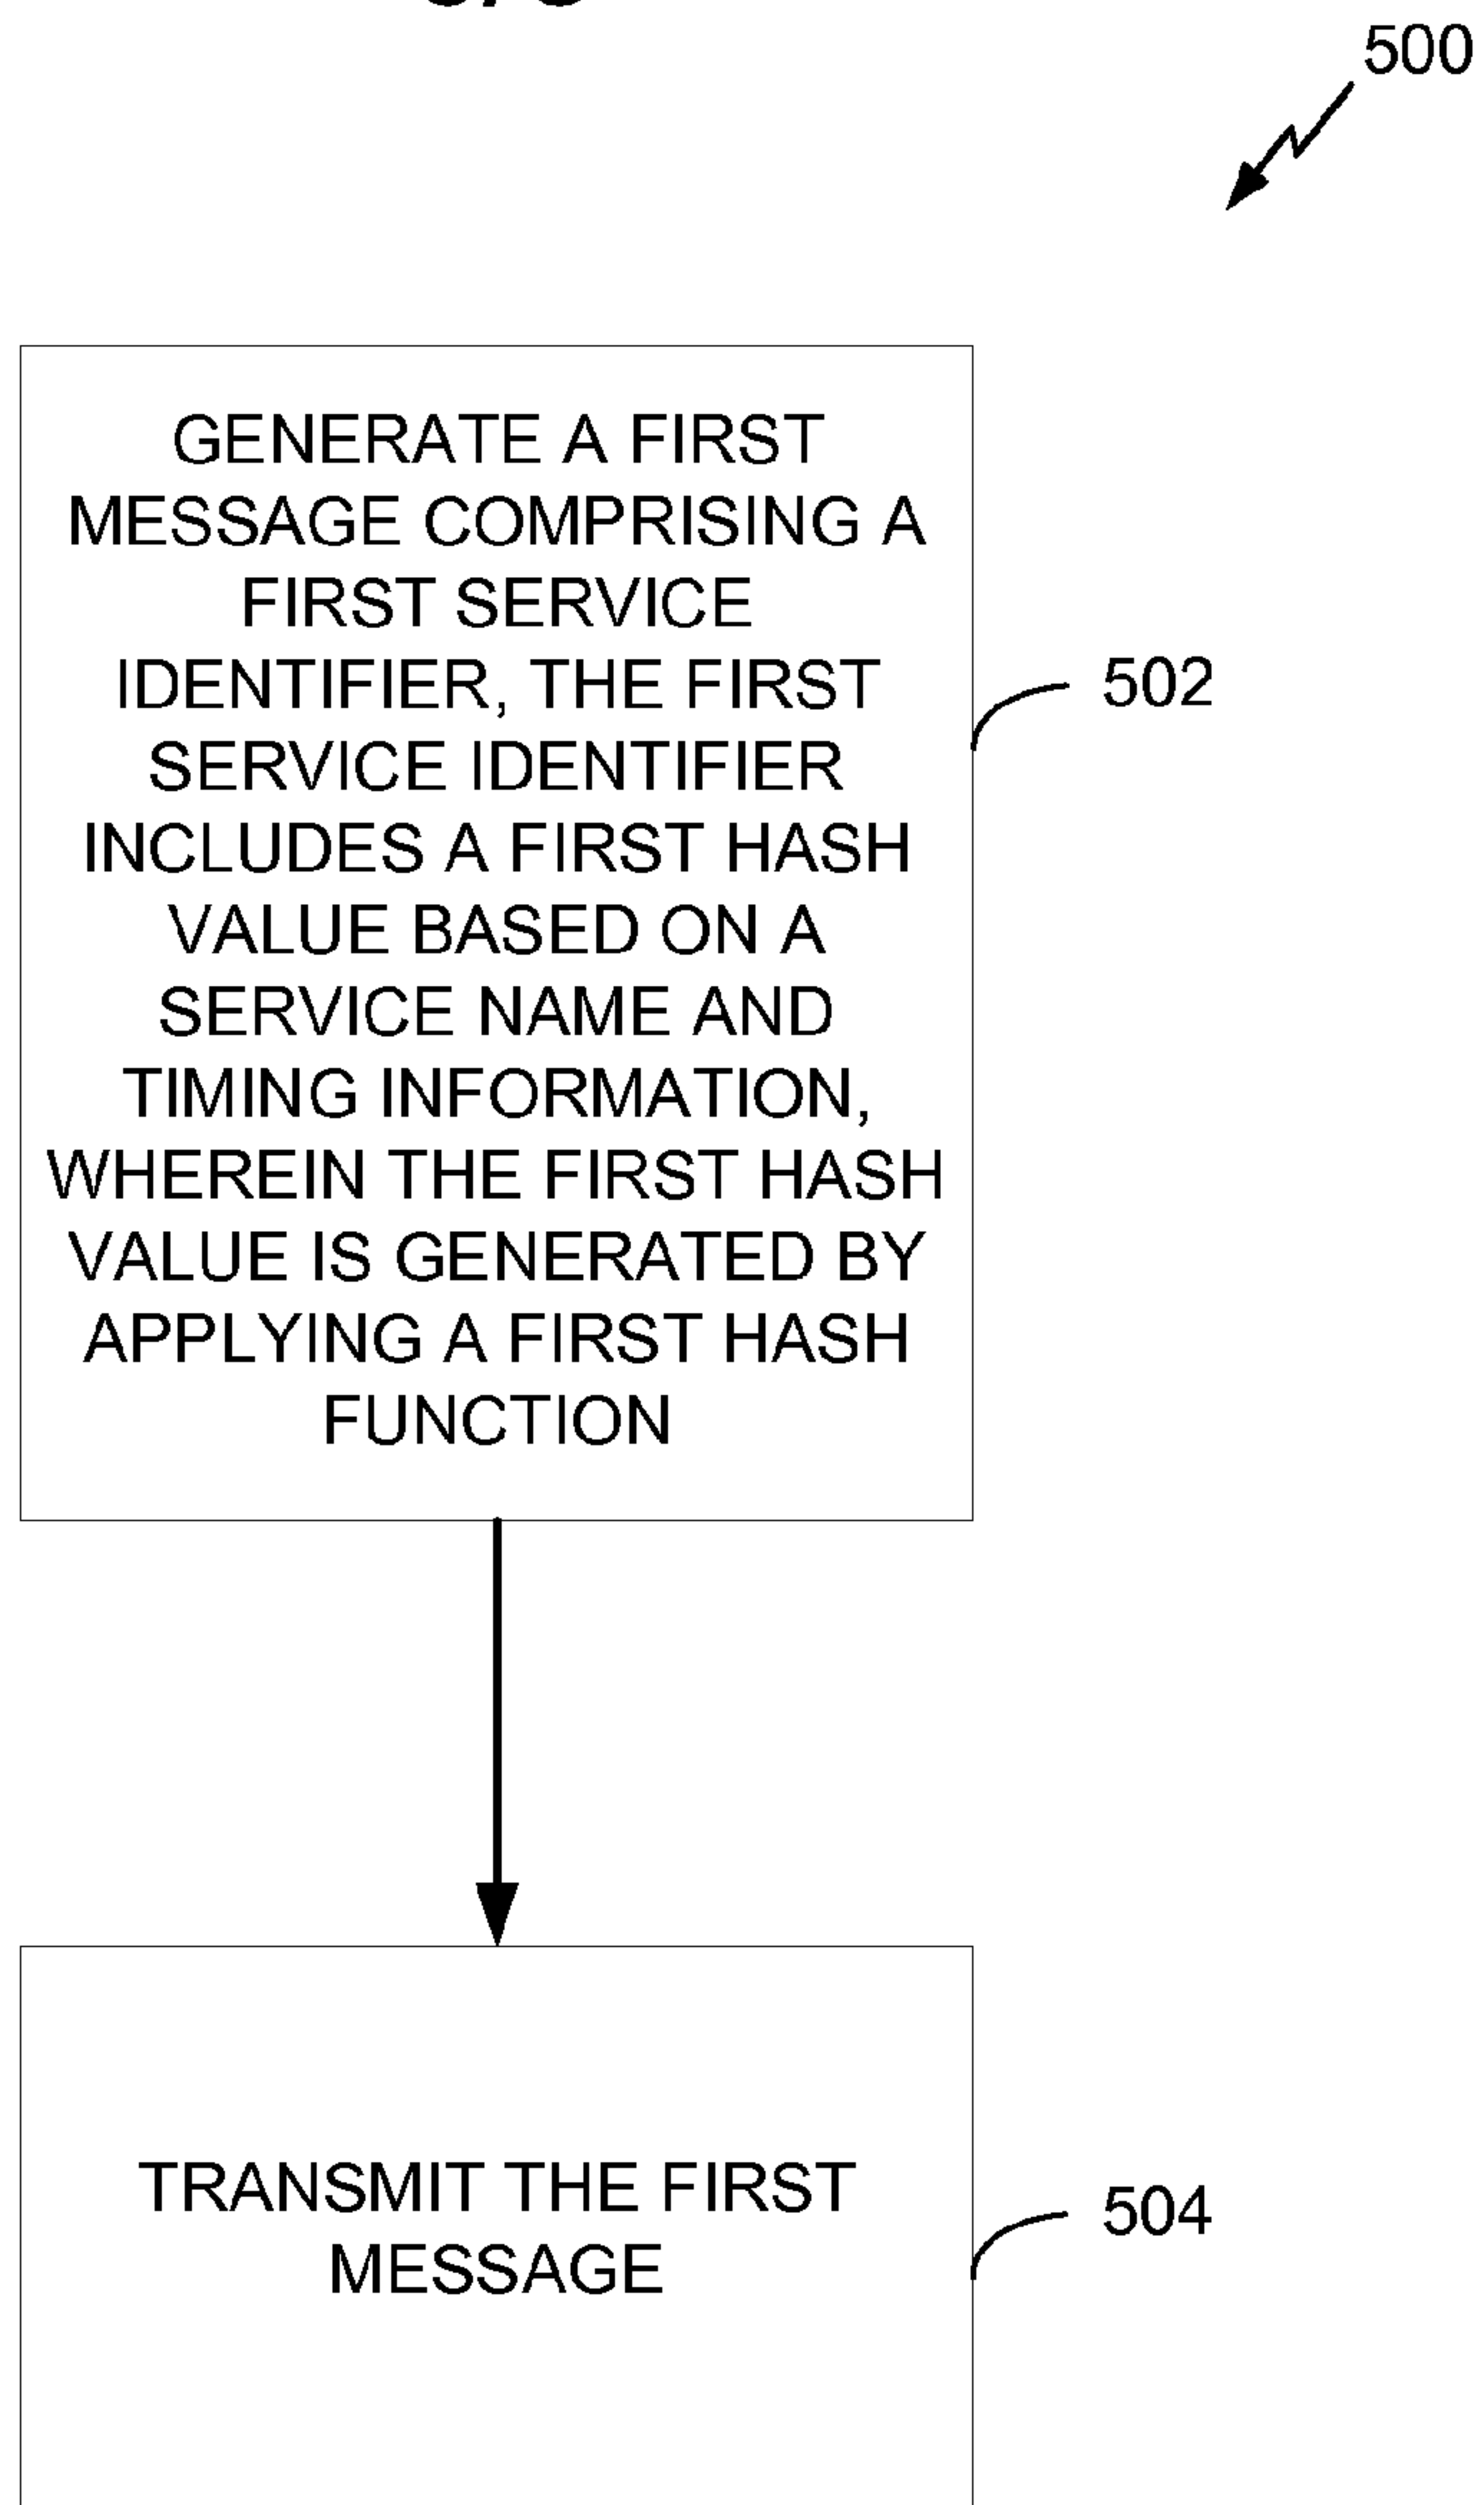 500
GENERATE A FIRST
MESSAGE COMPRISING A
FIRST SERVICE
IDENTIFIER, THE FIRST
SERVICE IDENTIFIER
INCLUDES A FIRST HASH
VALUE BASED ON A
SERVICE NAME AND
TIMING INFORMATION,
WHEREIN THE FIRST HASH
VALUE IS GENERATED BY
APPLYING A FIRST HASH
FUNCTION
502
TRANSMIT THE FIRST
MESSAGE
504